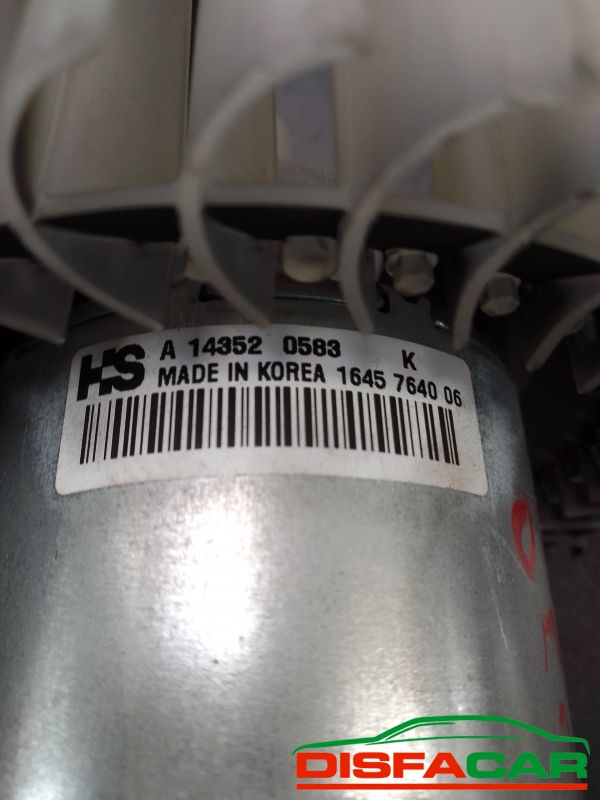 HS A 14352 0583 K
MADE IN KOREA 1645 7640 06
DISFACAR